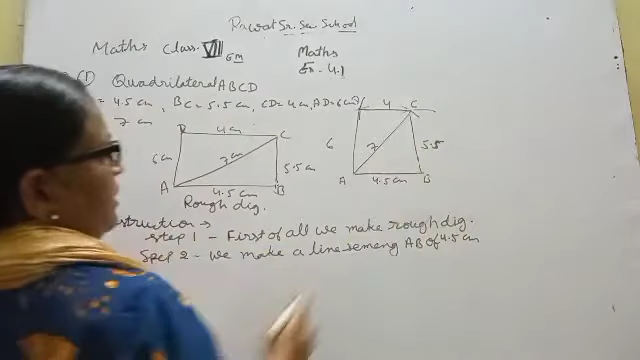 Rawat Sr. Sec School
Maths Class VIII EM
Maths
Ex - 4.1
Q(1) Quadrilateral ABCD
= 4.5 cm, BC = 5.5 cm, CD = 4 cm, AD = 6 cm
7 cm
4 cm
C
6 cm
7 cm
5.5 cm
A
4.5 cm
B
Rough dig.
4
C
6
7
5.5
A
4.5 cm
B
struction →
Step 1 - First of all we make rough dig.
Step 2 - we make a line semeng AB of 4.5 cm